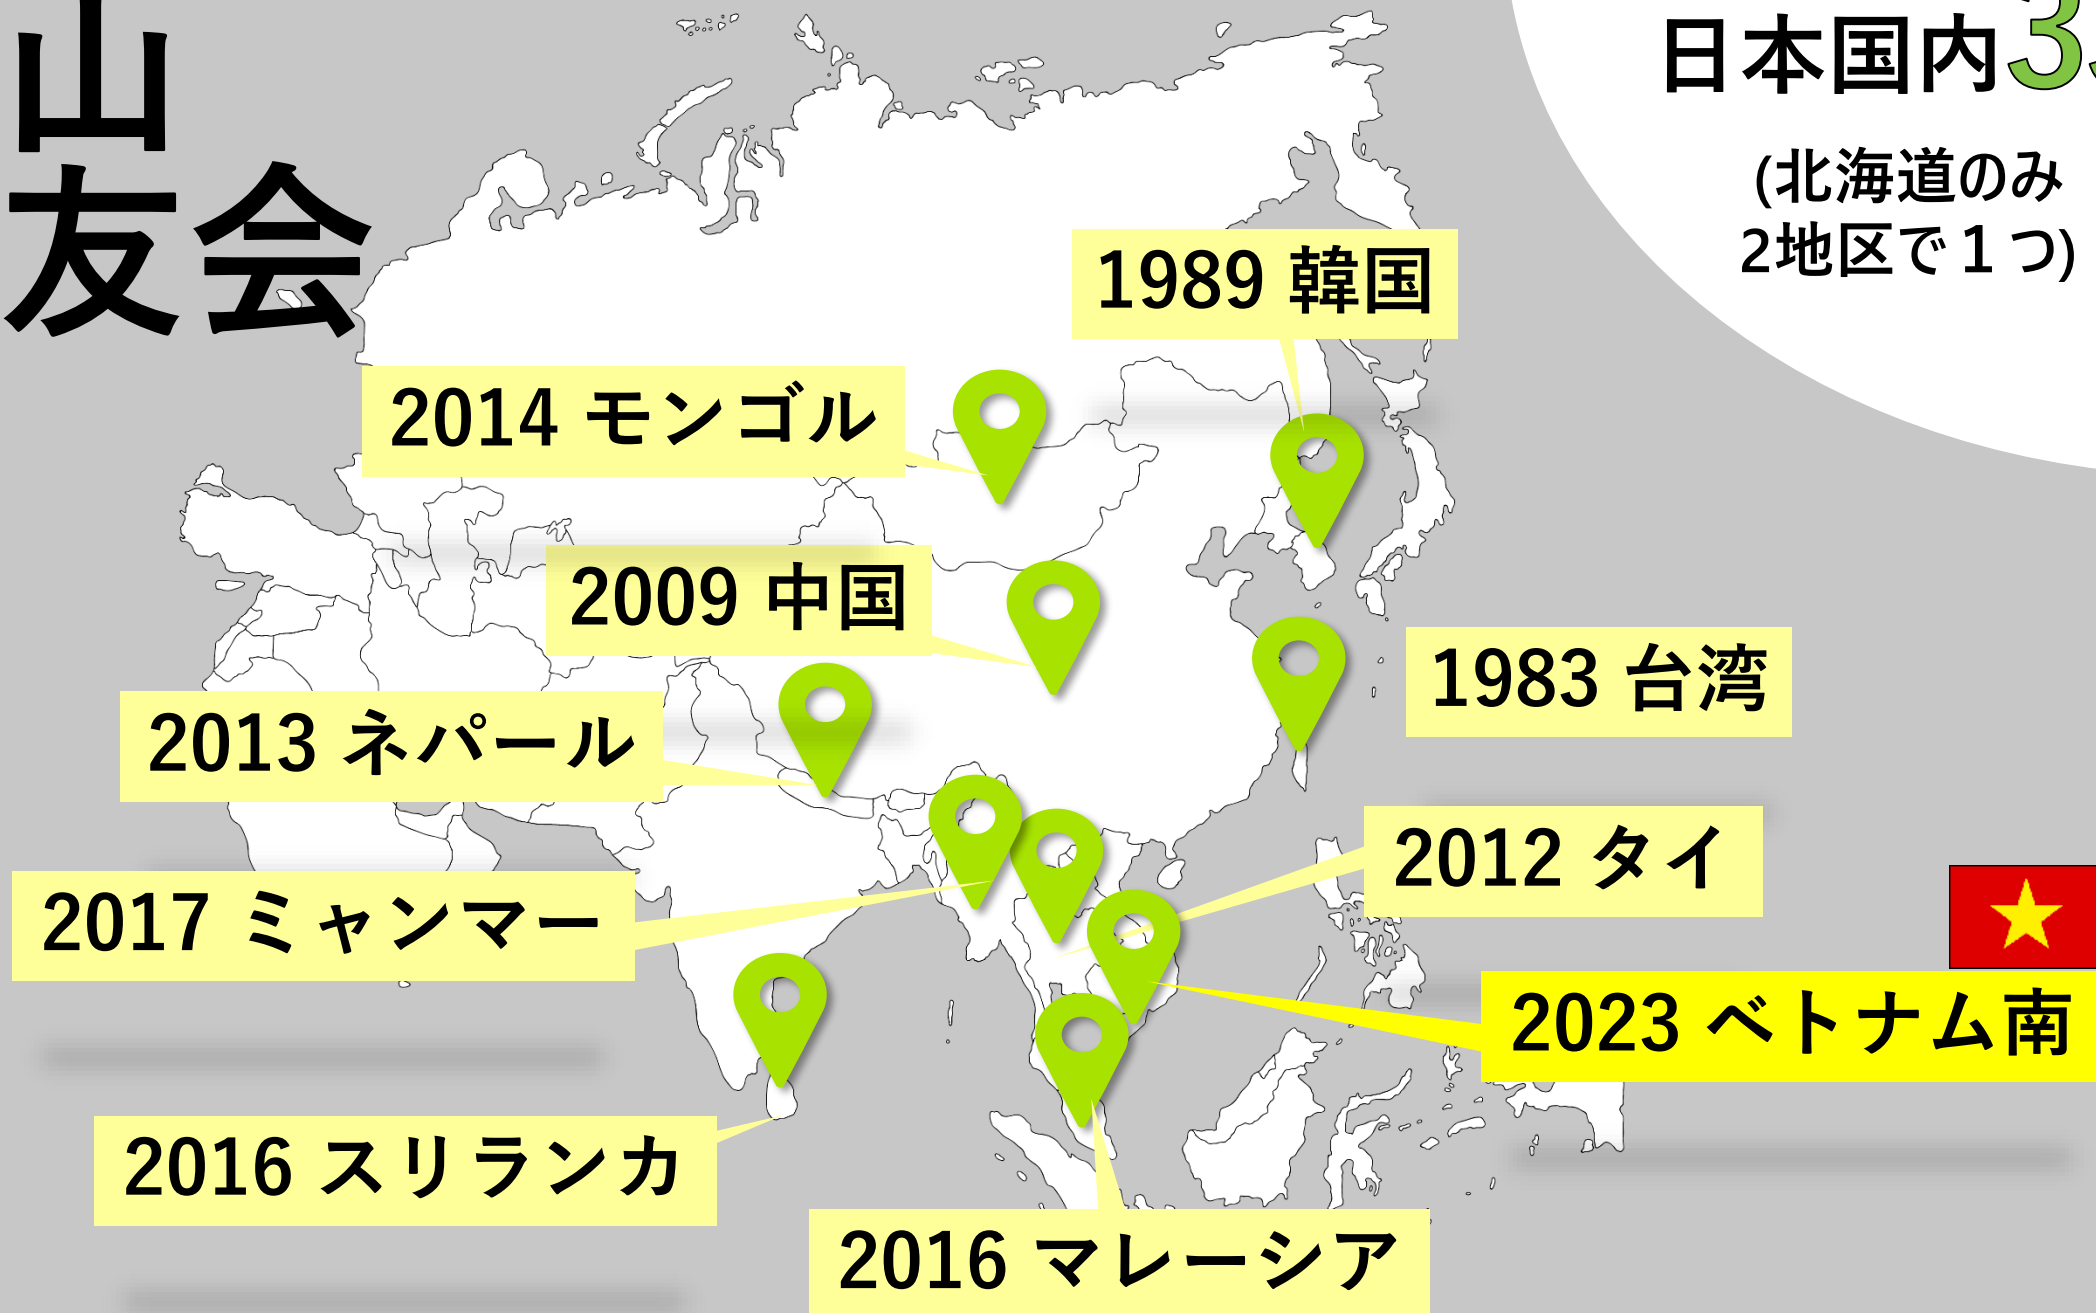 山
友会
日本国内3
(北海道のみ
2地区で1つ)
1989 韓国
2014 モンゴル
2009 中国
1983 台湾
2013 ネパール
2012 タイ
2017 ミャンマー
2023 ベトナム南
2016 スリランカ
2016 マレーシア